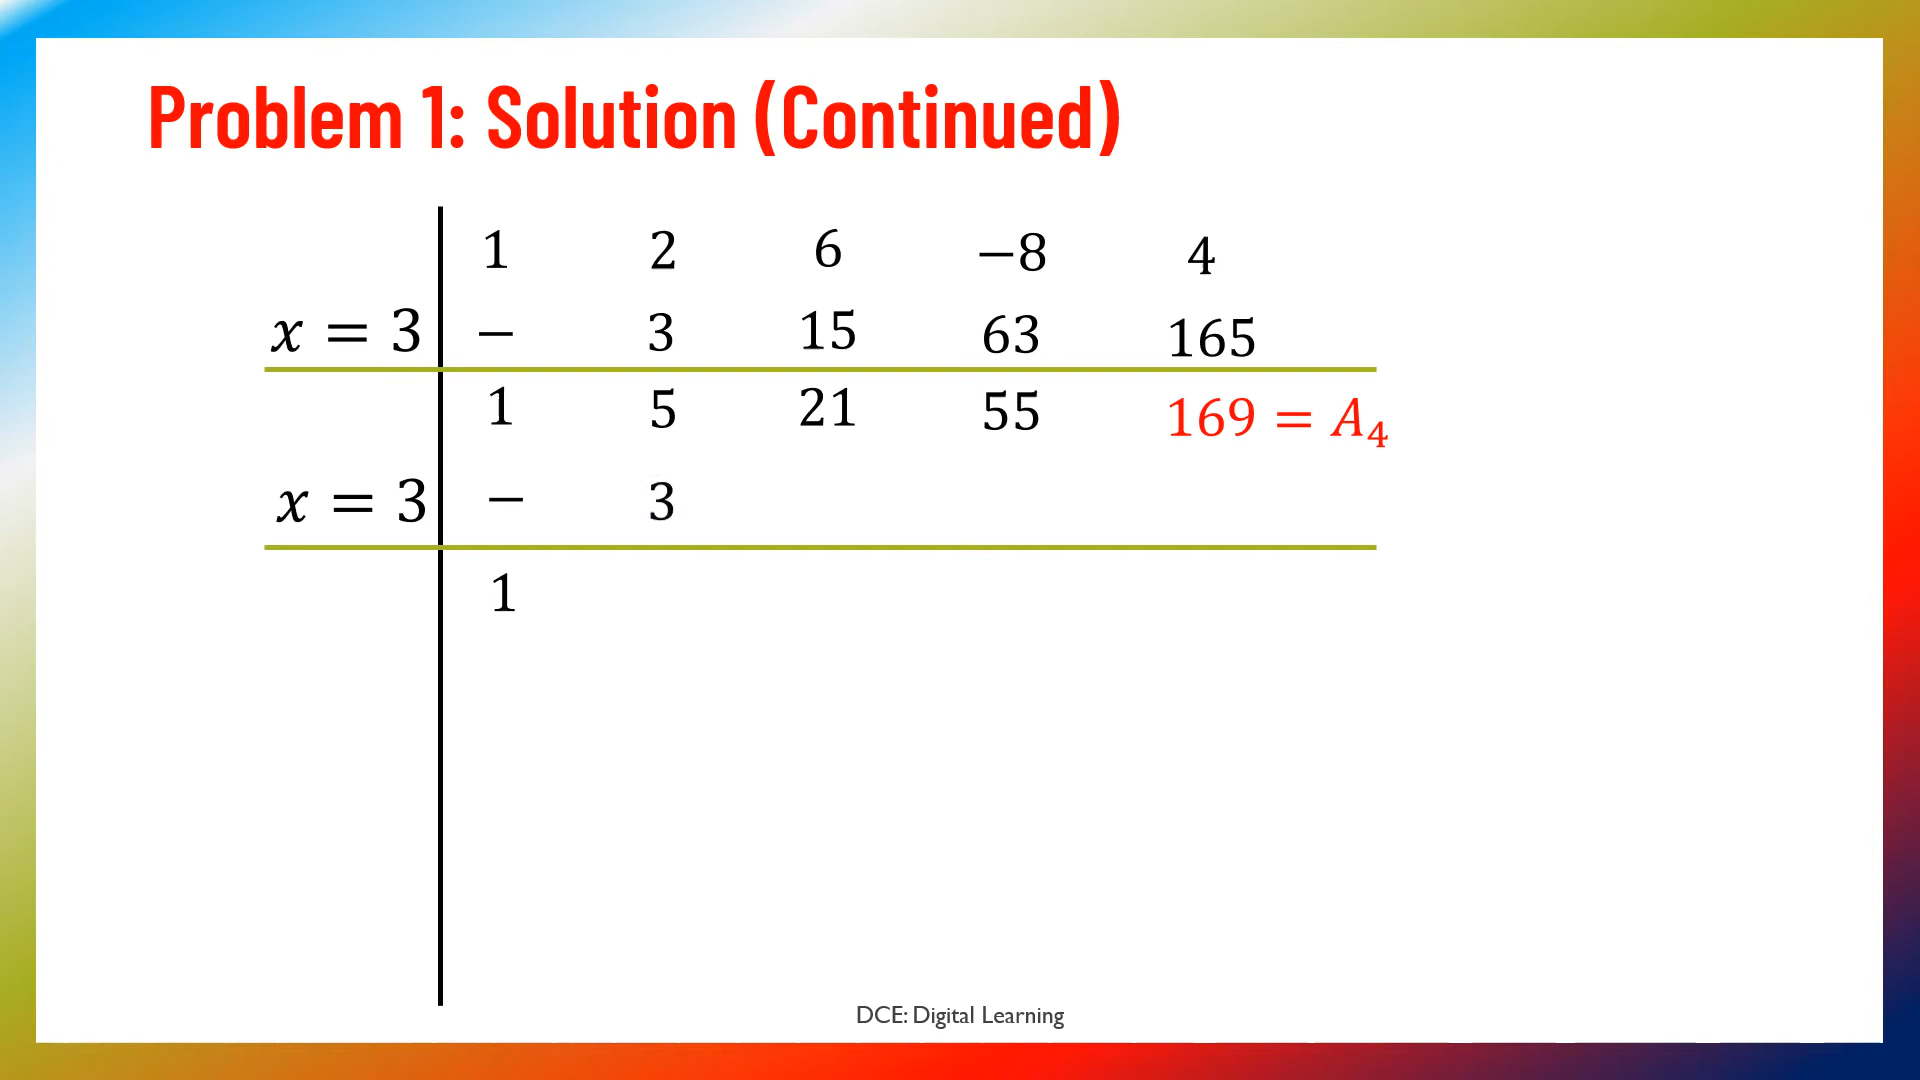 Problem 1: Solution (Continued)
1 2 6 −8 4
x = 3 − 3 15 63 165
1 5 21 55 169 = A₄
x = 3 − 3
1
DCE: Digital Learning